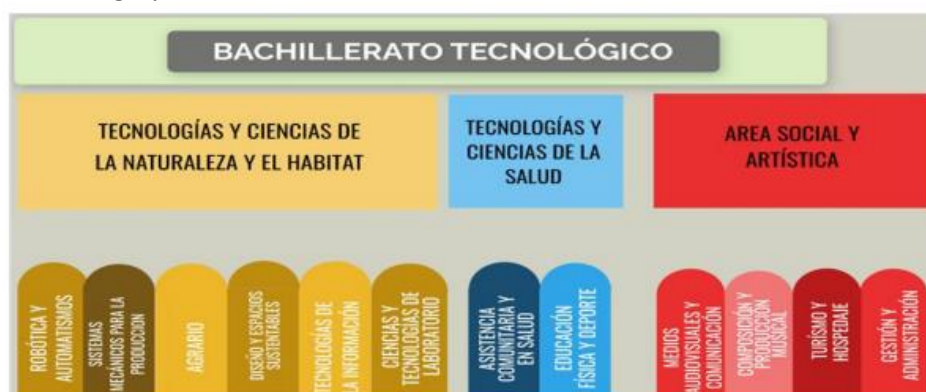 BACHILLERATO TECNOLÓGICO
TECNOLOGÍAS Y CIENCIAS DE
LA NATURALEZA Y EL HABITAT
TECNOLOGÍAS Y
CIENCIAS DE LA
SALUD
AREA SOCIAL Y
ARTÍSTICA
ROBÓTICA Y
AUTOMATISMOS
SISTEMAS
MECÁNICOS PARA LA
PRODUCCION
AGRARIO
DISEÑO Y ESPACIOS
SUSTENTABLES
TECNOLOGÍAS DE
LA INFORMACIÓN
CIENCIAS Y
TECNOLOGÍAS DE
LABORATORIO
ASISTENCIA
COMUNITARIA Y
EN SALUD
EDUCACIÓN
FÍSICA Y DEPORTE
MEDIOS
AUDIOVISUALES Y
COMUNICACIÓN
COMPOSICIÓN Y
PRODUCCIÓN
MUSICAL
TURÍSMO Y
HOSPEDAJE
GESTIÓN Y
ADMINISTRACIÓN